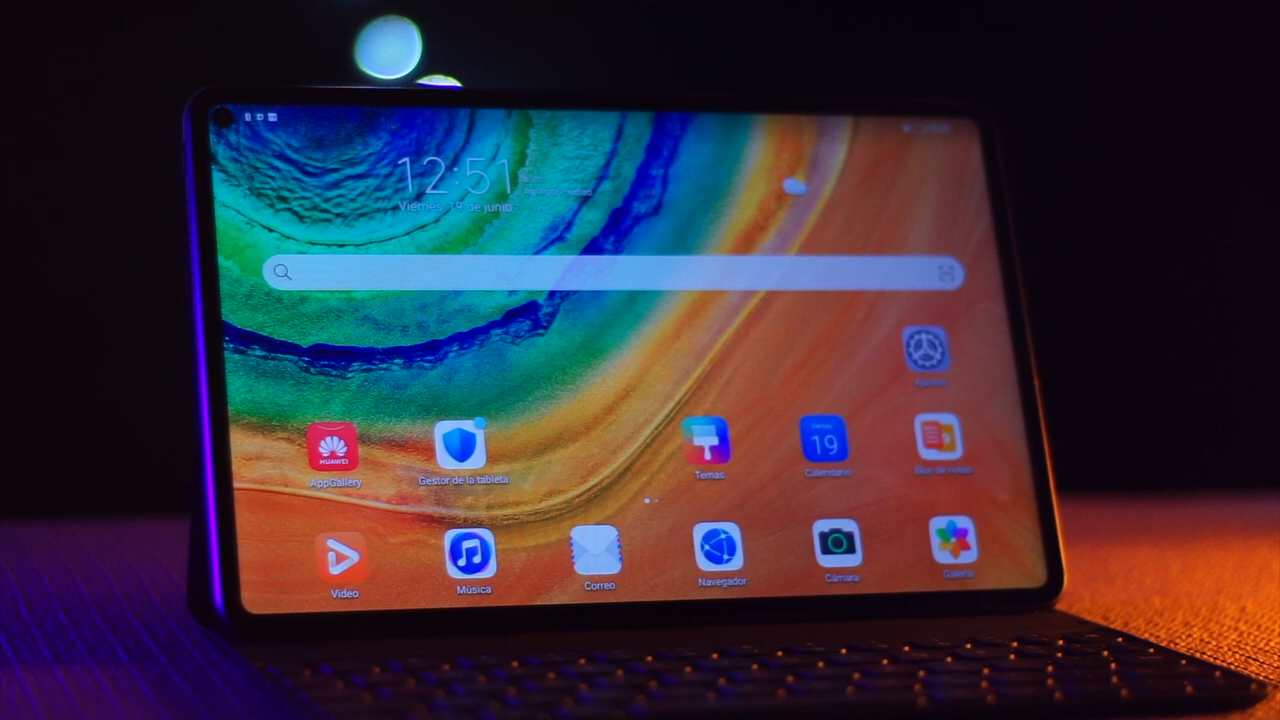 12:51
Viernes, 19 de junio
Ajustes
HUAWEI
AppGallery
Gestor de la tableta
Temas
19
Calendario
Bloc de notas
Video
Música
Correo
Navegador
Cámara
Galería